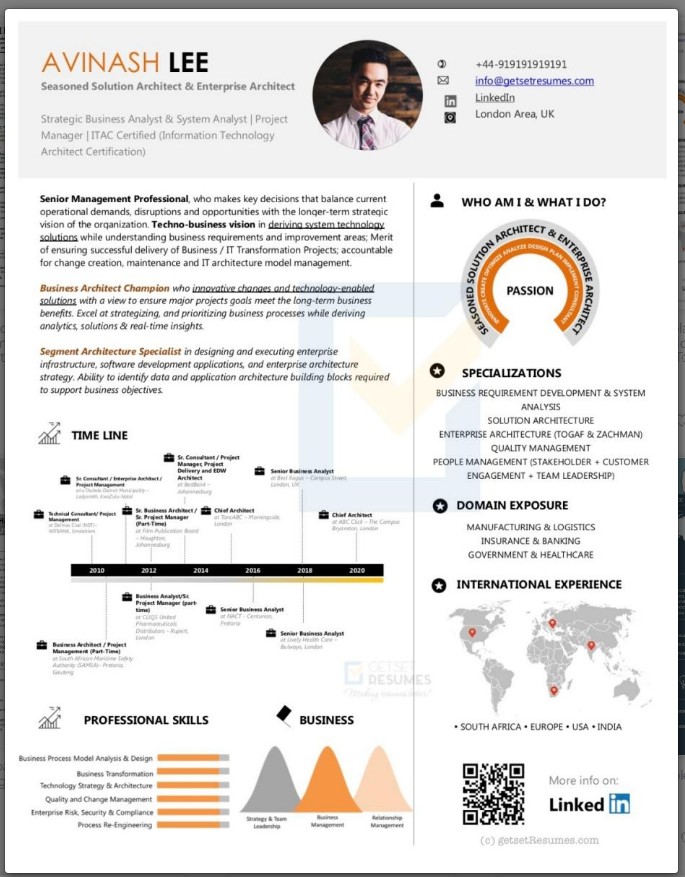 AVINASH LEE
Seasoned Solution Architect & Enterprise Architect
Strategic Business Analyst & System Analyst | Project
Manager | ITAC Certified (Information Technology
Architect Certification)
+44-919191919191
info@getsetresumes.com
LinkedIn
London Area, UK
Senior Management Professional, who makes key decisions that balance current
operational demands, disruptions and opportunities with the longer-term strategic
vision of the organization. Techno-business vision in deriving system technology
solutions while understanding business requirements and improvement areas; Merit
of ensuring successful delivery of Business / IT Transformation Projects; accountable
for change creation, maintenance and IT architecture model management.
Business Architect Champion who innovative changes and technology-enabled
solutions with a view to ensure major projects goals meet the long-term business
benefits. Excel at strategizing, and prioritizing business processes while deriving
analytics, solutions & real-time insights.
Segment Architecture Specialist in designing and executing enterprise
infrastructure, software development applications, and enterprise architecture
strategy. Ability to identify data and application architecture building blocks required
to support business objectives.
TIME LINE
Sr. Consultant / Project
Manager, Project
Delivery and EDW
Architect
at BedBank –
Johannesburg
Sr. Consultant / Enterprise Architect /
Project Management
Senior Business Analyst
London, UK
Technical Consultant/ Project
Management
Sr. Business Architect /
Sr. Project Manager
(Part-Time)
at Film Publication Board
– Houghton,
Johannesburg
Chief Architect
at TransABC – Morningside,
London
Chief Architect
at ABC Cloud – The Campus
Bryanston, London
2010 2012 2014 2016 2018 2020
Business Analyst/Sr.
Project Manager (part-
time)
at CUQS United
Pharmaceuticals
Distributors – Rupert,
London
Senior Business Analyst
at NACT - Centurion,
Pretoria
Senior Business Analyst
at Lively Health Care –
London
Business Architect / Project
Management (Part-Time)
at South African Maritime Safety
Authority (SAMSA)– Pretoria,
Gauteng
GETSET
RESUMES
PROFESSIONAL SKILLS
Business Process Model Analysis & Design
Business Transformation
Technology Strategy & Architecture
Quality and Change Management
Enterprise Risk, Security & Compliance
Process Re-Engineering
BUSINESS
Strategy & Team
Leadership
Business
Management
Relationship
Management
WHO AM I & WHAT I DO?
SEASONED SOLUTION ARCHITECT & ENTERPRISE ARCHITECT
INNOVATE CREATE OPTIMIZE ANALYZE DESIGN PLAN IMPLEMENT CONSULTANT
PASSION
SPECIALIZATIONS
BUSINESS REQUIREMENT DEVELOPMENT & SYSTEM
ANALYSIS
SOLUTION ARCHITECTURE
ENTERPRISE ARCHITECTURE (TOGAF & ZACHMAN)
QUALITY MANAGEMENT
PEOPLE MANAGEMENT (STAKEHOLDER + CUSTOMER
ENGAGEMENT + TEAM LEADERSHIP)
DOMAIN EXPOSURE
MANUFACTURING & LOGISTICS
INSURANCE & BANKING
GOVERNMENT & HEALTHCARE
INTERNATIONAL EXPERIENCE
• SOUTH AFRICA • EUROPE • USA • INDIA
More info on:
Linked in
(c) getsetResumes.com